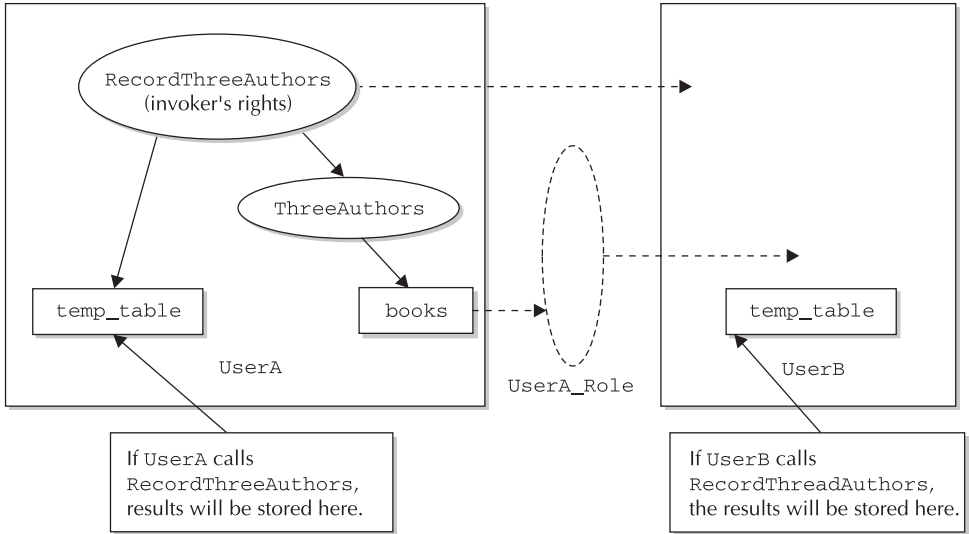 RecordThreeAuthors
(invoker's rights)
ThreeAuthors
temp_table
books
temp_table
UserA
UserA_Role
UserB
If UserA calls
RecordThreeAuthors,
results will be stored here.
If UserB calls
RecordThreadAuthors,
the results will be stored here.